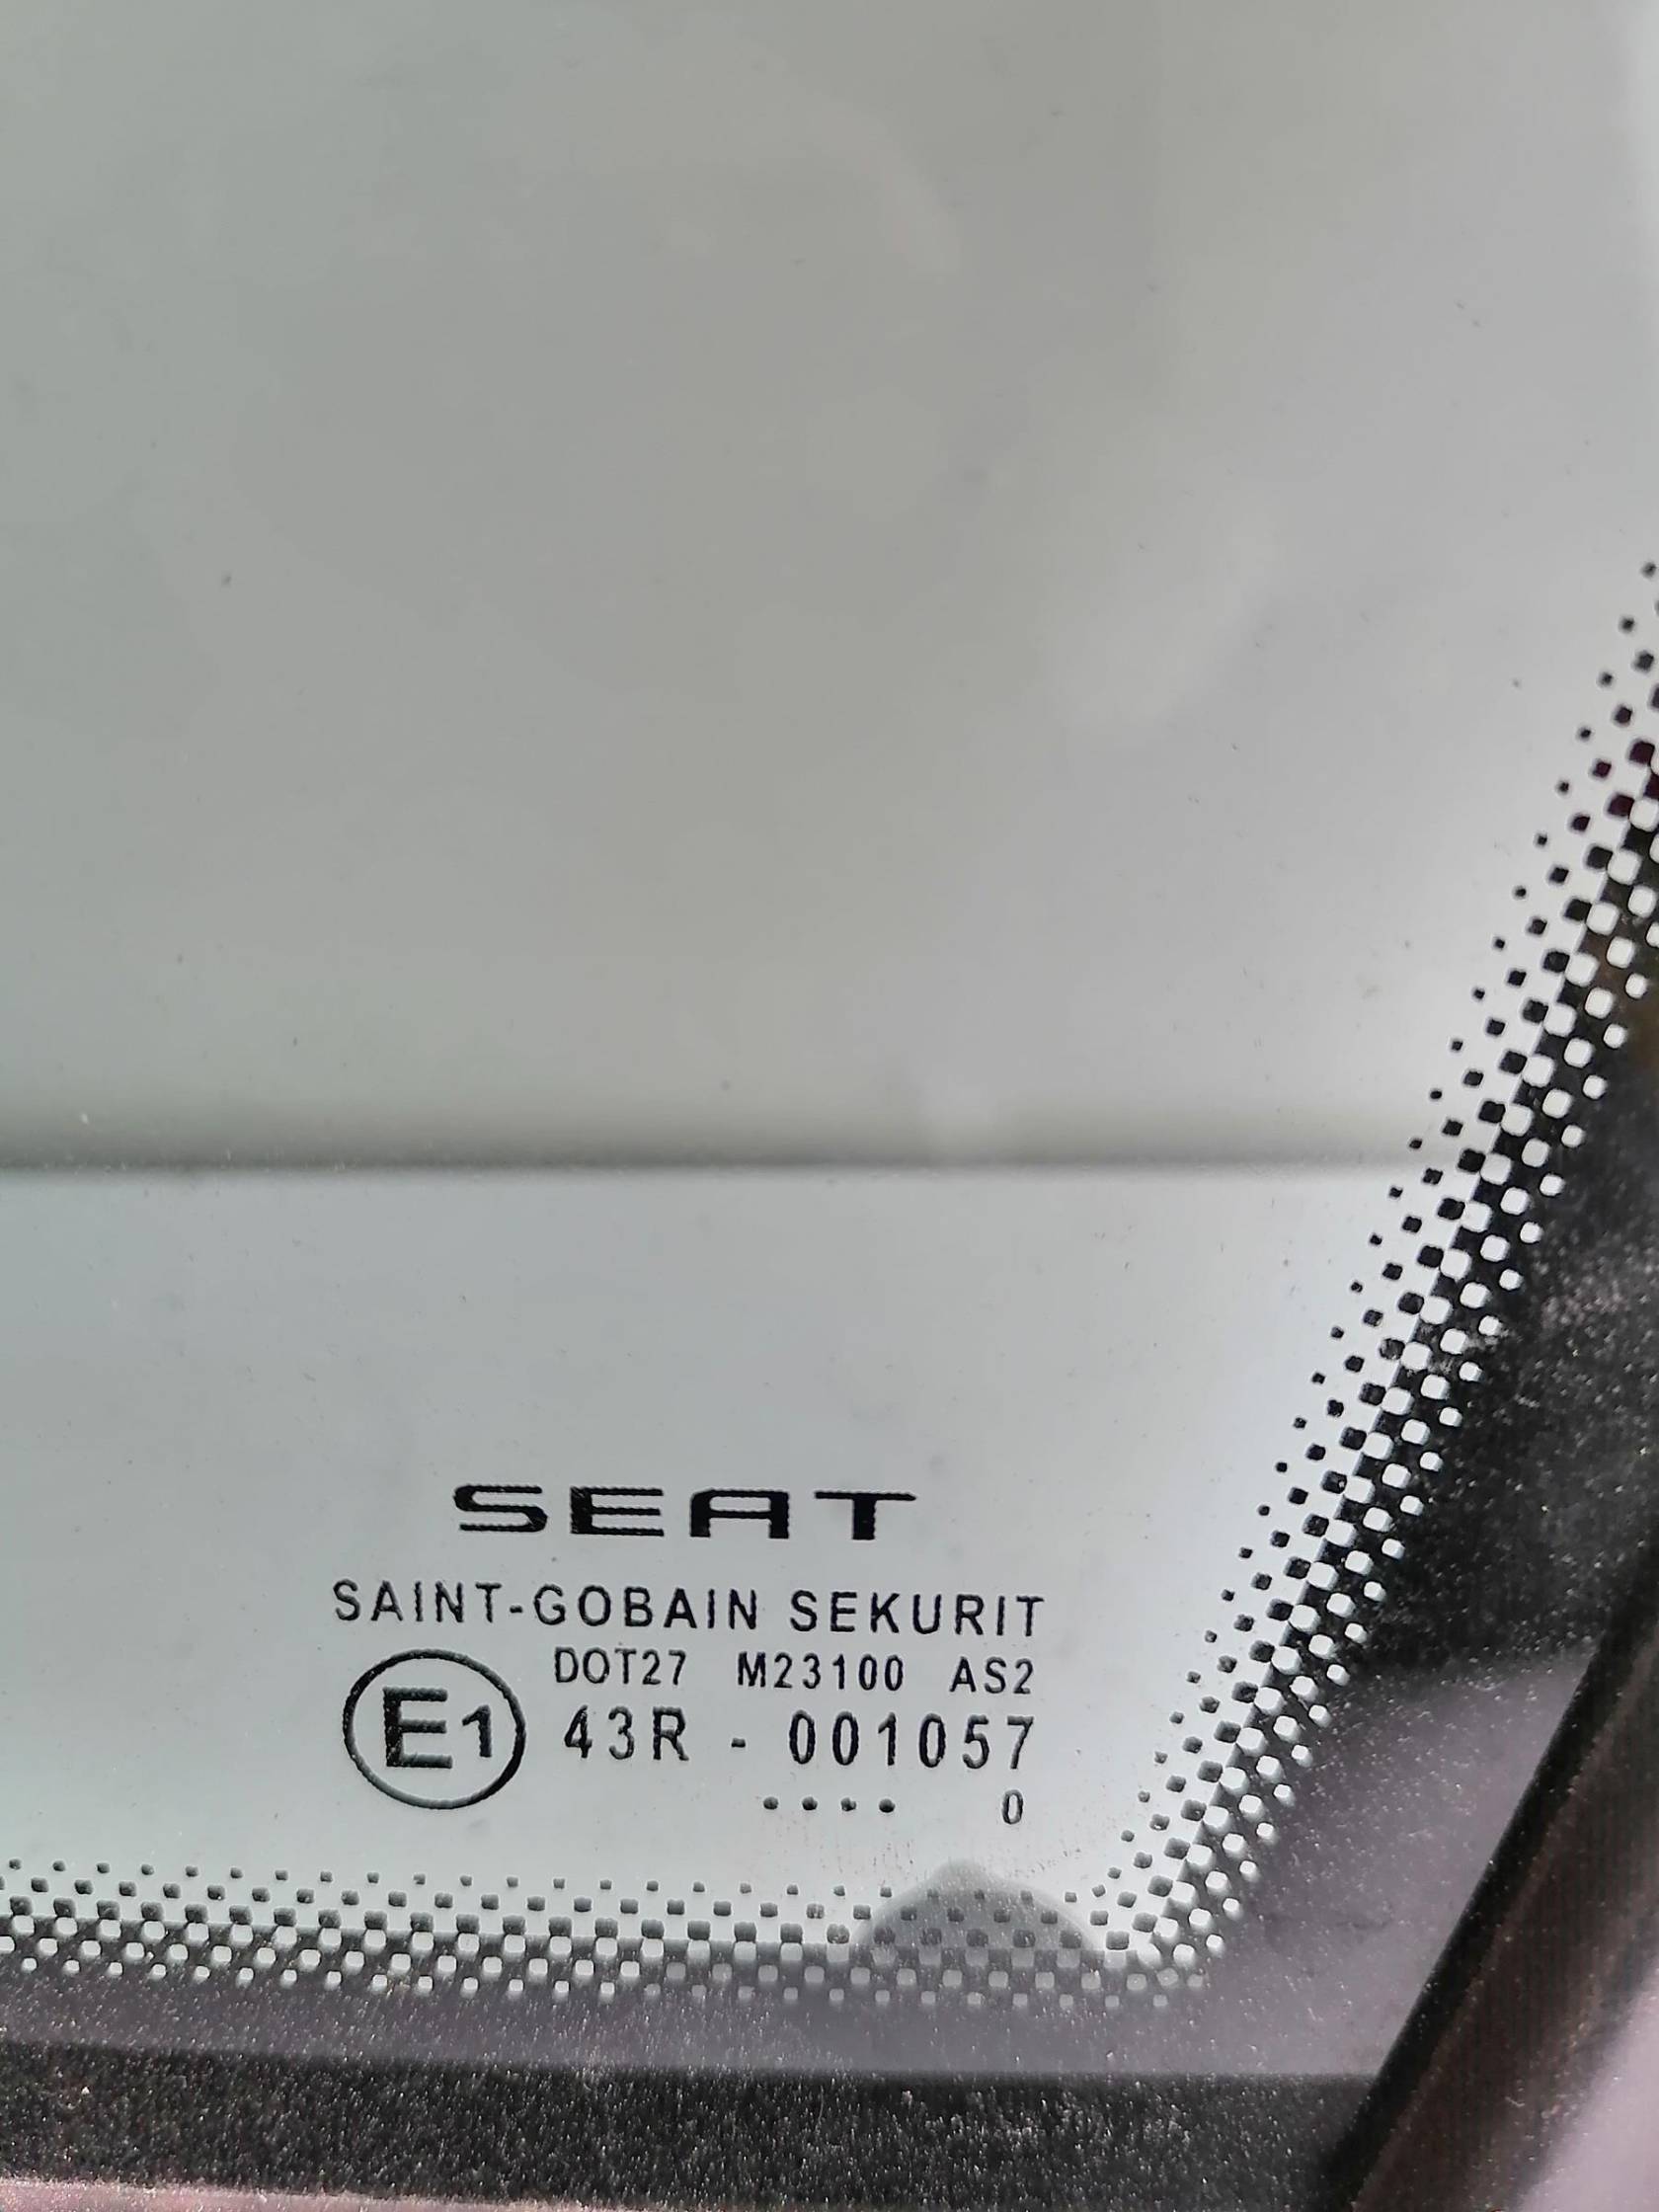 SEAT
SAINT-GOBAIN SEKURIT
DOT27 M23100 AS2
E1 43R - 001057
.... 0